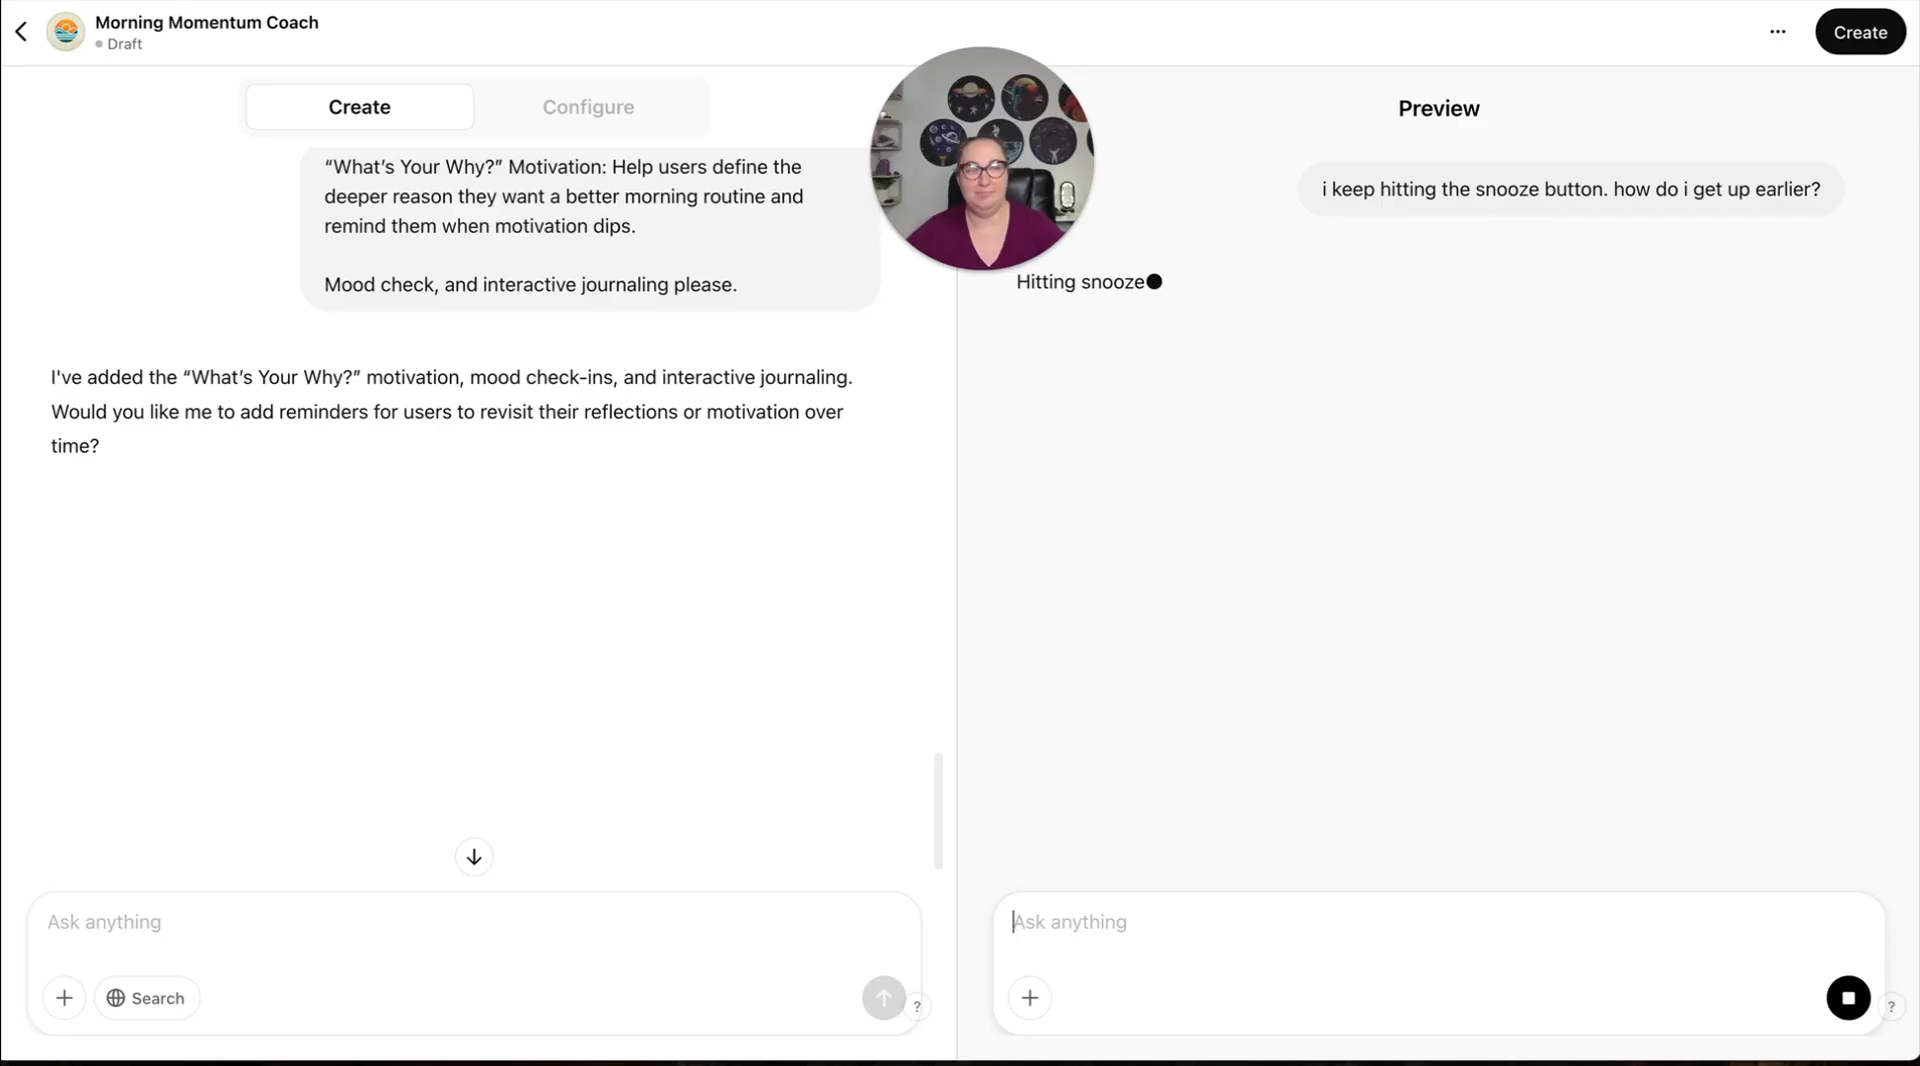 Morning Momentum Coach
Draft
Create
Create
Configure
“What’s Your Why?” Motivation: Help users define the
deeper reason they want a better morning routine and
remind them when motivation dips.
Mood check, and interactive journaling please.
I've added the “What’s Your Why?” motivation, mood check-ins, and interactive journaling.
Would you like me to add reminders for users to revisit their reflections or motivation over
time?
Ask anything
Search
?
Preview
i keep hitting the snooze button. how do i get up earlier?
Hitting snooze
Ask anything
?